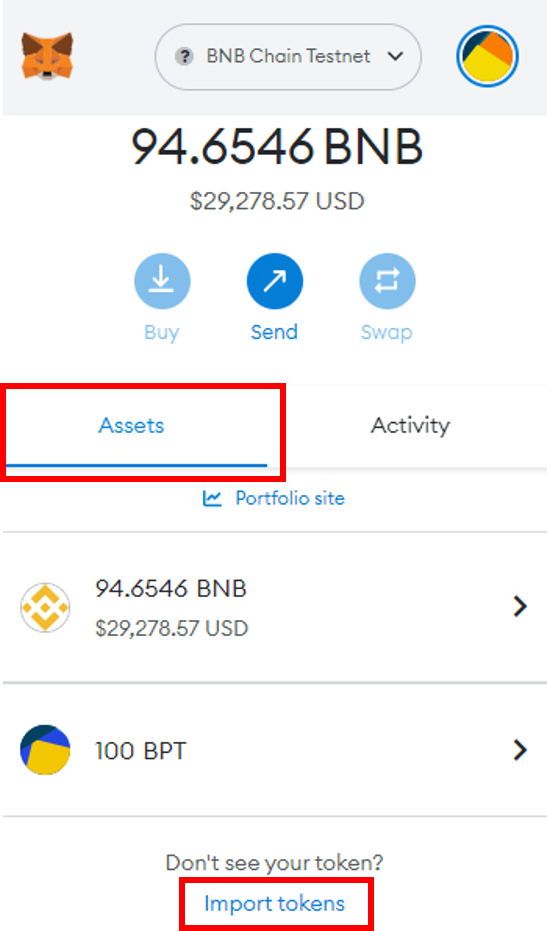 BNB Chain Testnet
94.6546 BNB
$29,278.57 USD
Buy Send Swap
Assets Activity
Portfolio site
94.6546 BNB
$29,278.57 USD
100 BPT
Don't see your token?
Import tokens